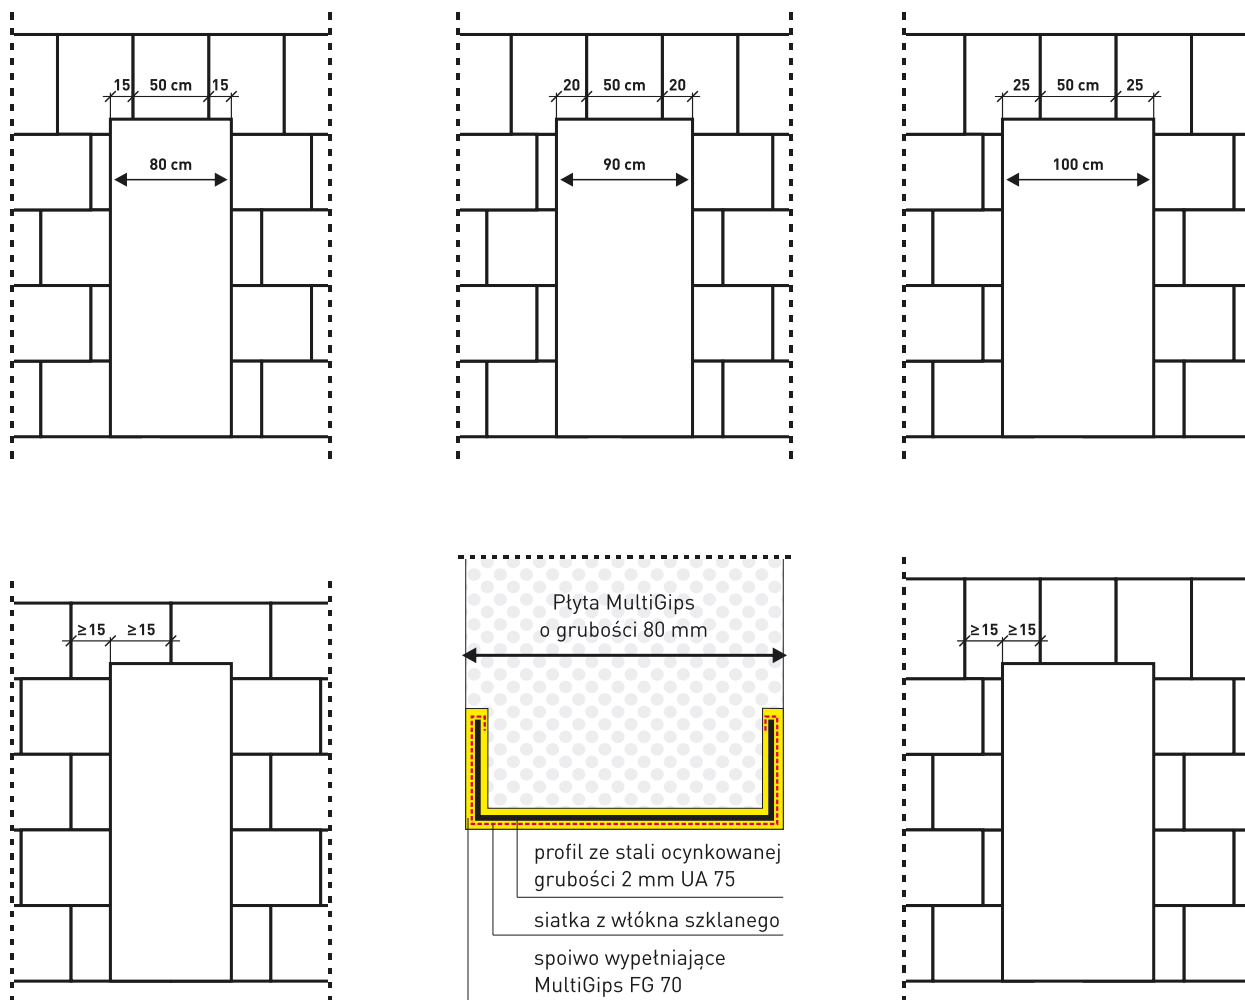 15 50 cm 15
80 cm
20 50 cm 20
90 cm
25 50 cm 25
100 cm
≥15 ≥15
Płyta MultiGips
o grubości 80 mm
profil ze stali ocynkowanej
grubości 2 mm UA 75
siatka z włókna szklanego
spoiwo wypełniające
MultiGips FG 70
≥15 ≥15